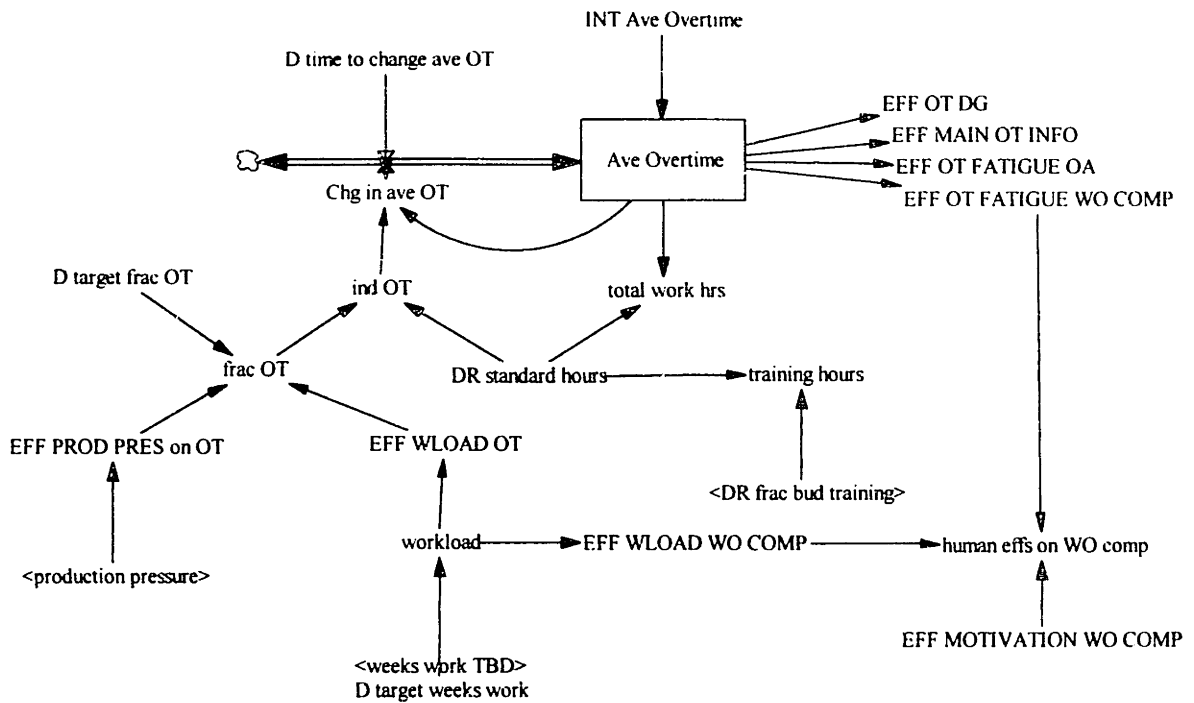 INT Ave Overtime
D time to change ave OT
EFF OT DG
EFF MAIN OT INFO
Ave Overtime
EFF OT FATIGUE OA
Chg in ave OT
EFF OT FATIGUE WO COMP
D target frac OT
ind OT
total work hrs
frac OT
DR standard hours
training hours
EFF PROD PRES on OT
EFF WLOAD OT
<DR frac bud training>
workload
EFF WLOAD WO COMP
human effs on WO comp
<production pressure>
EFF MOTIVATION WO COMP
<weeks work TBD>
D target weeks work